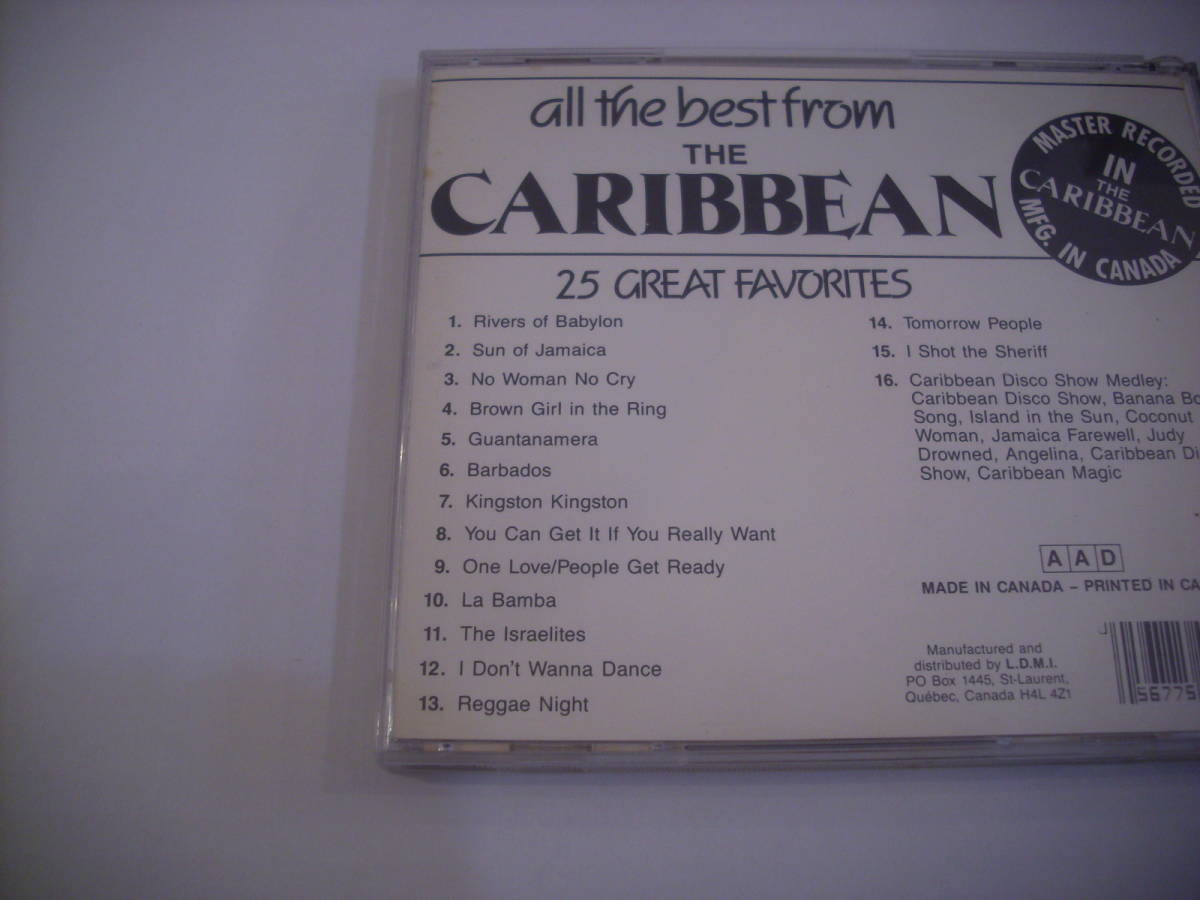 all the best from
THE
CARIBBEAN
MASTER RECORDED
IN
THE
CARIBBEAN
MFG. IN CANADA
25 GREAT FAVORITES
1. Rivers of Babylon
2. Sun of Jamaica
3. No Woman No Cry
4. Brown Girl in the Ring
5. Guantanamera
6. Barbados
7. Kingston Kingston
8. You Can Get It If You Really Want
9. One Love/People Get Ready
10. La Bamba
11. The Israelites
12. I Don't Wanna Dance
13. Reggae Night
14. Tomorrow People
15. I Shot the Sheriff
16. Caribbean Disco Show Medley:
Caribbean Disco Show, Banana Bo
Song, Island in the Sun, Coconut
Woman, Jamaica Farewell, Judy
Drowned, Angelina, Caribbean Di
Show, Caribbean Magic
AAD
MADE IN CANADA – PRINTED IN CA
Manufactured and
distributed by L.D.M.I.
PO Box 1445, St-Laurent,
Québec, Canada H4L 4Z1
56775